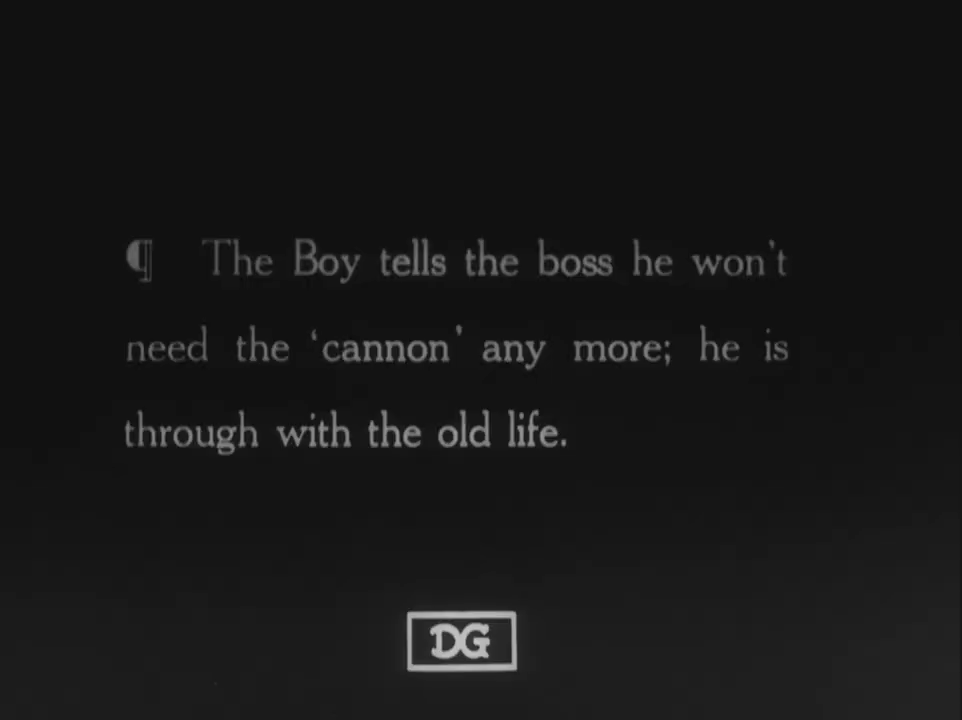 ¶ The Boy tells the boss he won't
need the 'cannon' any more; he is
through with the old life.
DG